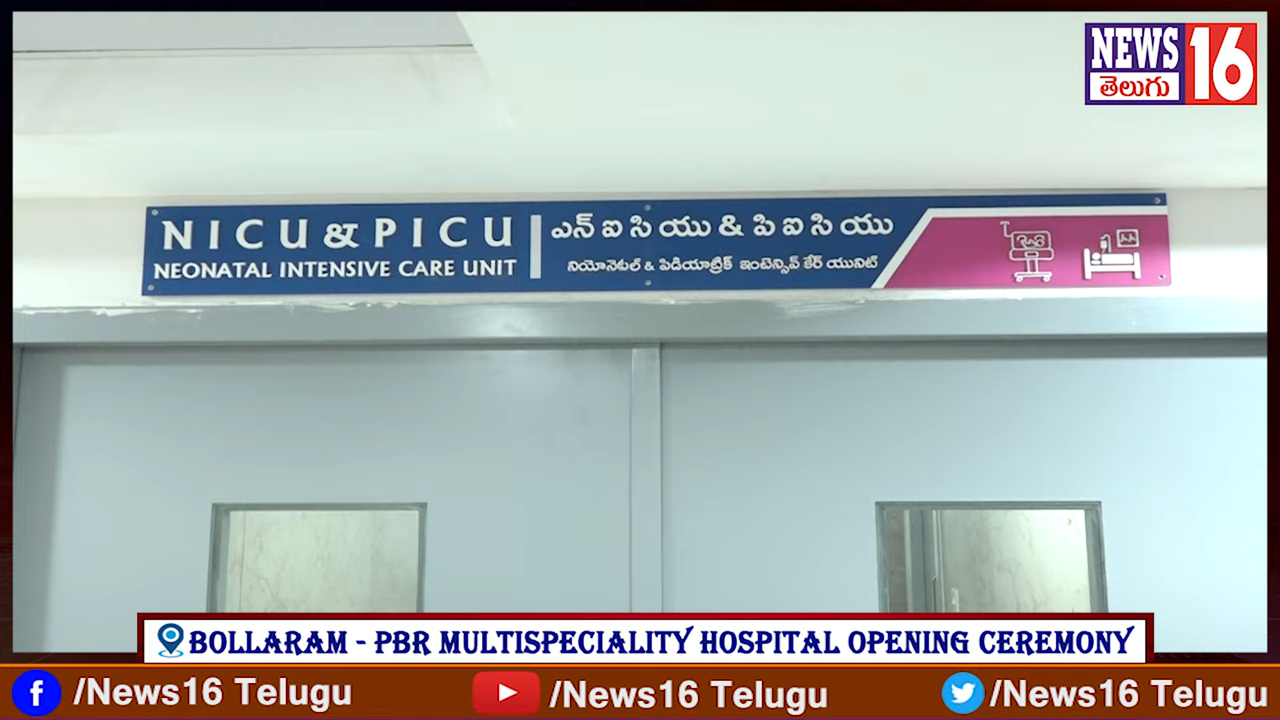 NEWS 16
తెలుగు
NICU & PICU
NEONATAL INTENSIVE CARE UNIT
ఎన్ ఐ సి యు & పి ఐ సి యు
నియోనెటల్ & పెడియాట్రిక్ ఇంటెన్సివ్ కేర్ యునిట్
BOLLARAM - PBR MULTISPECIALITY HOSPITAL OPENING CEREMONY
/News16 Telugu
/News16 Telugu
/News16 Telugu